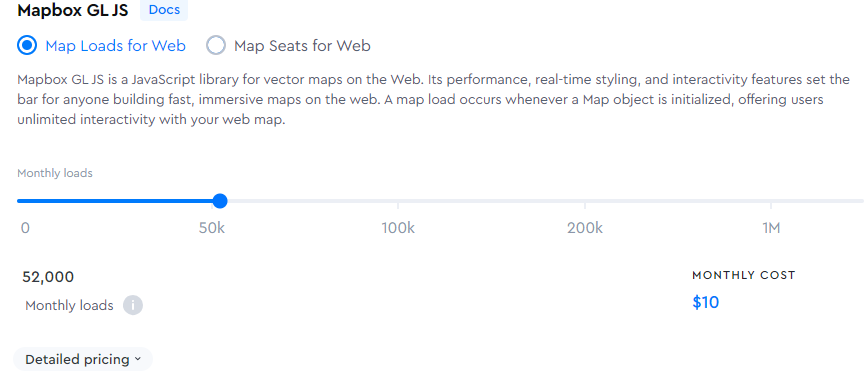 Mapbox GL JS Docs
Map Loads for Web Map Seats for Web
Mapbox GL JS is a JavaScript library for vector maps on the Web. Its performance, real-time styling, and interactivity features set the
bar for anyone building fast, immersive maps on the web. A map load occurs whenever a Map object is initialized, offering users
unlimited interactivity with your web map.
Monthly loads
0 50k 100k 200k 1M
52,000
Monthly loads i
MONTHLY COST
$10
Detailed pricing